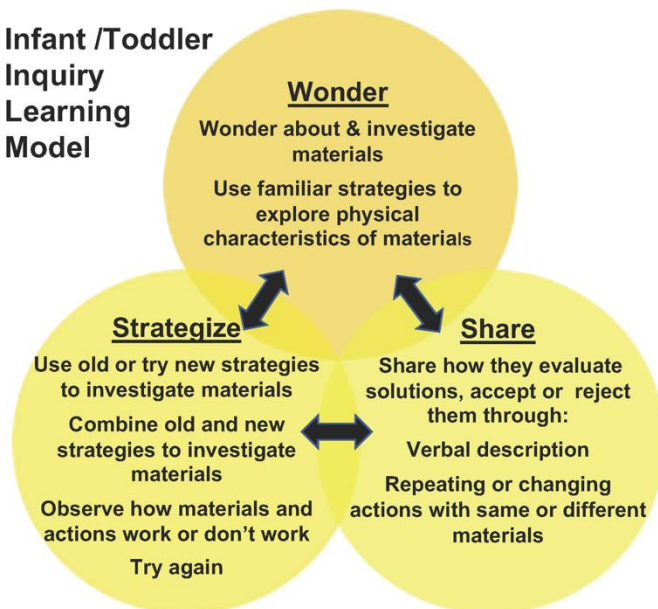 Infant /Toddler
Inquiry
Learning
Model
Wonder
Wonder about & investigate
materials
Use familiar strategies to
explore physical
characteristics of materials
Strategize
Use old or try new strategies
to investigate materials
Combine old and new
strategies to investigate
materials
Observe how materials and
actions work or don't work
Try again
Share
Share how they evaluate
solutions, accept or reject
them through:
Verbal description
Repeating or changing
actions with same or different
materials